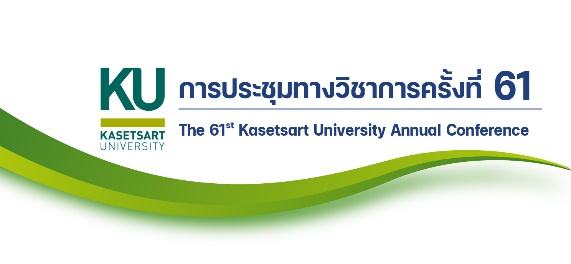 KU
KASETSART
UNIVERSITY
การประชุมทางวิชาการครั้งที่ 61
The 61st Kasetsart University Annual Conference